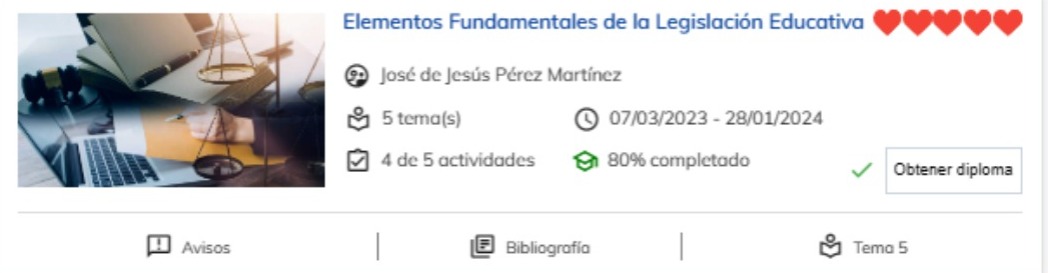 Elementos Fundamentales de la Legislación Educativa
José de Jesús Pérez Martínez
5 tema(s)
07/03/2023 - 28/01/2024
4 de 5 actividades
80% completado
Obtener diploma
Avisos
Bibliografía
Tema 5